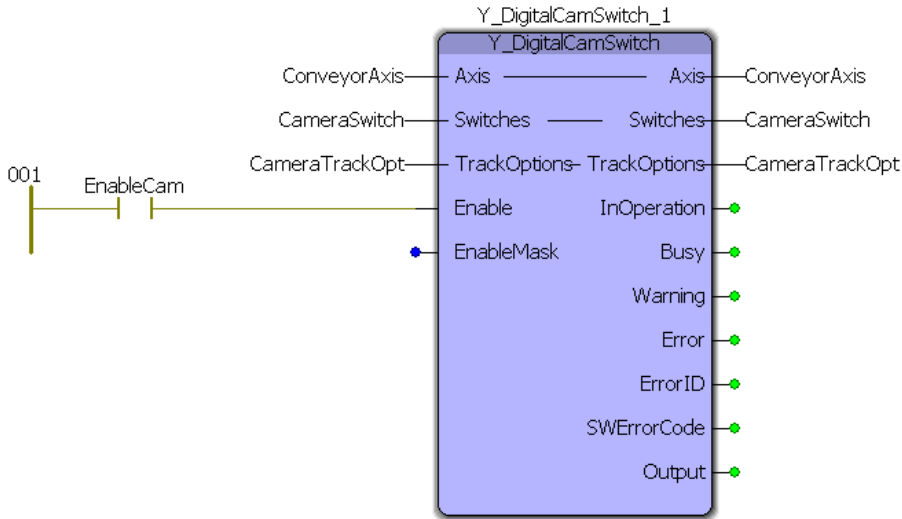 Y_DigitalCamSwitch_1
Y_DigitalCamSwitch
ConveyorAxis Axis Axis ConveyorAxis
CameraSwitch Switches Switches CameraSwitch
CameraTrackOpt TrackOptions TrackOptions CameraTrackOpt
001
EnableCam
Enable InOperation
EnableMask Busy
Warning
Error
ErrorID
SWErrorCode
Output